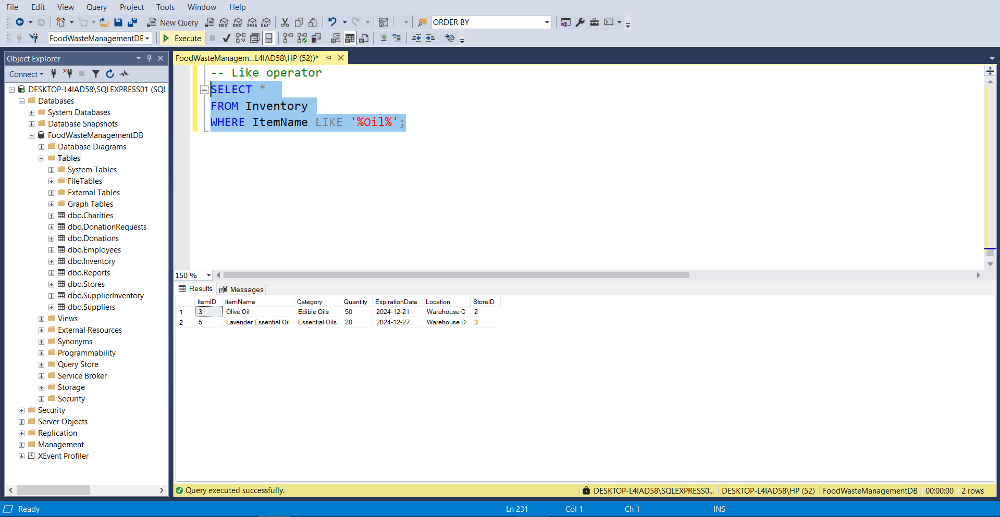 File Edit View Query Project Tools Window Help
New Query MDX DMX XMLA DAX ORDER BY
FoodWasteManagementDB Execute
Object Explorer
Connect
DESKTOP-L4IAD58\SQLEXPRESS01 (SQL
Databases
System Databases
Database Snapshots
FoodWasteManagementDB
Database Diagrams
Tables
System Tables
FileTables
External Tables
Graph Tables
dbo.Charities
dbo.DonationRequests
dbo.Donations
dbo.Employees
dbo.Inventory
dbo.Reports
dbo.Stores
dbo.SupplierInventory
dbo.Suppliers
Views
External Resources
Synonyms
Programmability
Query Store
Service Broker
Storage
Security
Security
Server Objects
Replication
Management
XEvent Profiler
FoodWasteManagem...L4IAD58\HP (52))*
-- Like operator
SELECT *
FROM Inventory
WHERE ItemName LIKE '%Oil%';
150 %
Results Messages
ItemID ItemName Category Quantity ExpirationDate Location StoreID
1 3 Olive Oil Edible Oils 50 2024-12-21 Warehouse C 2
2 5 Lavender Essential Oil Essential Oils 20 2024-12-27 Warehouse D 3
Query executed successfully. DESKTOP-L4IAD58\SQLEXPRESS0... DESKTOP-L4IAD58\HP (52) FoodWasteManagementDB 00:00:00 2 rows
Ready Ln 231 Col 1 Ch 1 INS